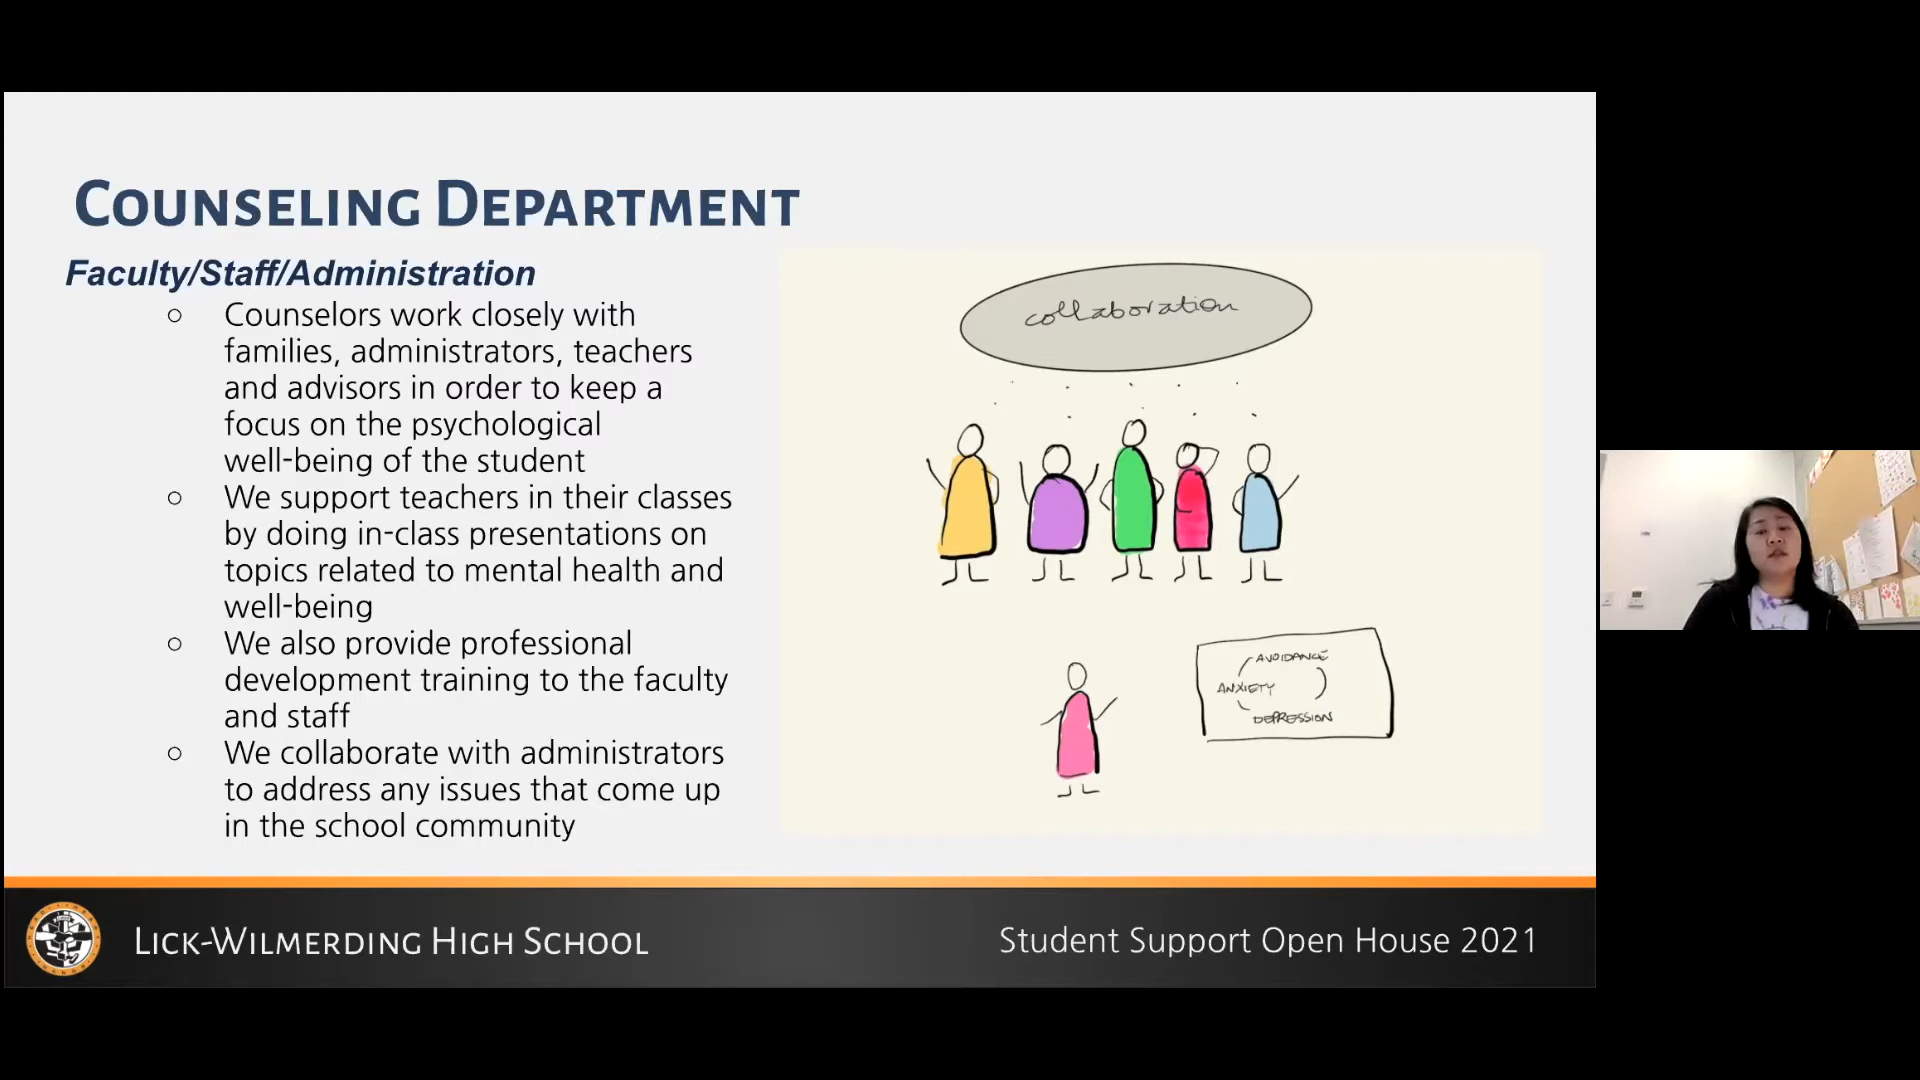 COUNSELING DEPARTMENT
Faculty/Staff/Administration
○ Counselors work closely with
families, administrators, teachers
and advisors in order to keep a
focus on the psychological
well-being of the student
○ We support teachers in their classes
by doing in-class presentations on
topics related to mental health and
well-being
○ We also provide professional
development training to the faculty
and staff
○ We collaborate with administrators
to address any issues that come up
in the school community
collaboration
AVOIDANCE
ANXIETY
DEPRESSION
LICK-WILMERDING HIGH SCHOOL
Student Support Open House 2021